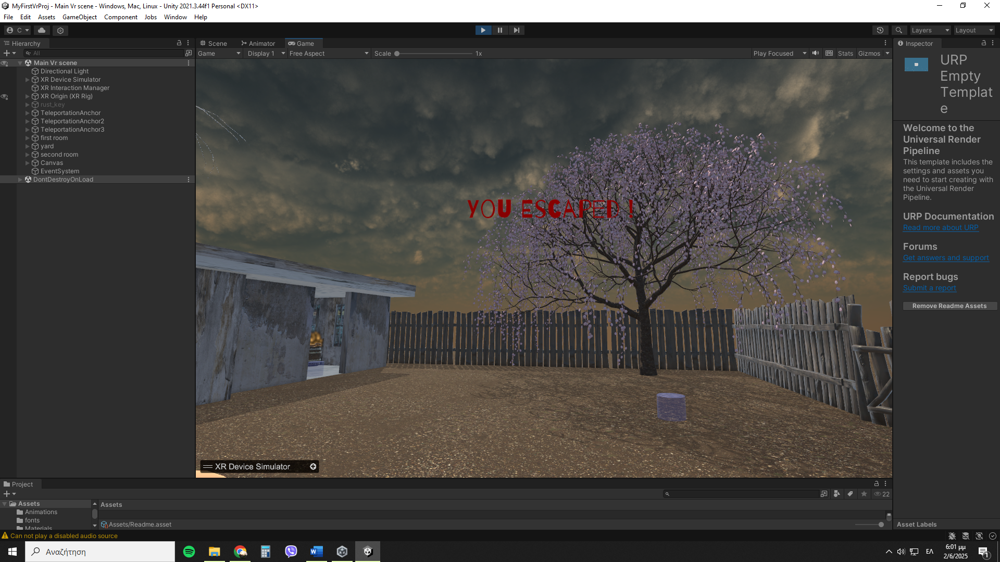 MyFirstVrProj - Main Vr scene - Windows, Mac, Linux - Unity 2021.3.44f1 Personal <DX11>
File Edit Assets GameObject Component Jobs Window Help
C
Layers
Layout
Hierarchy
All
Main Vr scene
Directional Light
XR Device Simulator
XR Interaction Manager
XR Origin (XR Rig)
rust_key
TeleportationAnchor
TeleportationAnchor2
TeleportationAnchor3
first room
yard
second room
Canvas
EventSystem
DontDestroyOnLoad
Scene Animator Game
Game Display 1 Free Aspect Scale 1x Play Focused Stats Gizmos
YOU ESCAPED !
XR Device Simulator
Inspector
URP
Empty
Templat
e
Welcome to the
Universal Render
Pipeline
This template includes the
settings and assets you
need to start creating with
the Universal Render
Pipeline.
URP Documentation
Read more about URP
Forums
Get answers and support
Report bugs
Submit a report
Remove Readme Assets
Asset Labels
Project
22
Assets
Animations
fonts
Materials
Assets
Assets/Readme.asset
Can not play a disabled audio source
Αναζήτηση
ΕΛ
6:01 μμ
2/6/2025
1